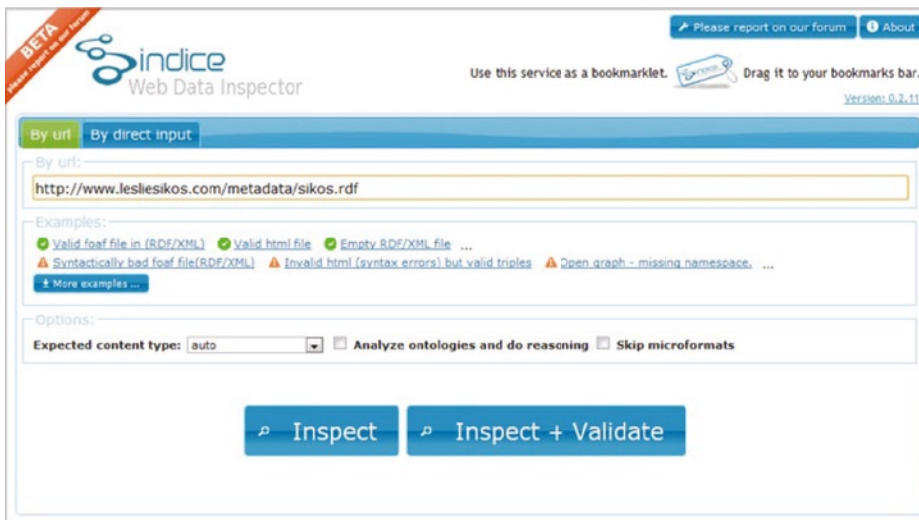 BETA
please report on our forum
Sindice
Web Data Inspector
Please report on our forum
About
Use this service as a bookmarklet.
Drag it to your bookmarks bar.
Version: 0.2.11
By url
By direct input
By url:
http://www.lesliesikos.com/metadata/sikos.rdf
Examples:
Valid foaf file in (RDF/XML) Valid html file Empty RDF/XML file ...
Syntactically bad foaf file(RDF/XML) Invalid html (syntax errors) but valid triples Open graph - missing namespace. ...
More examples ...
Options:
Expected content type: auto Analyze ontologies and do reasoning Skip microformats
Inspect
Inspect + Validate